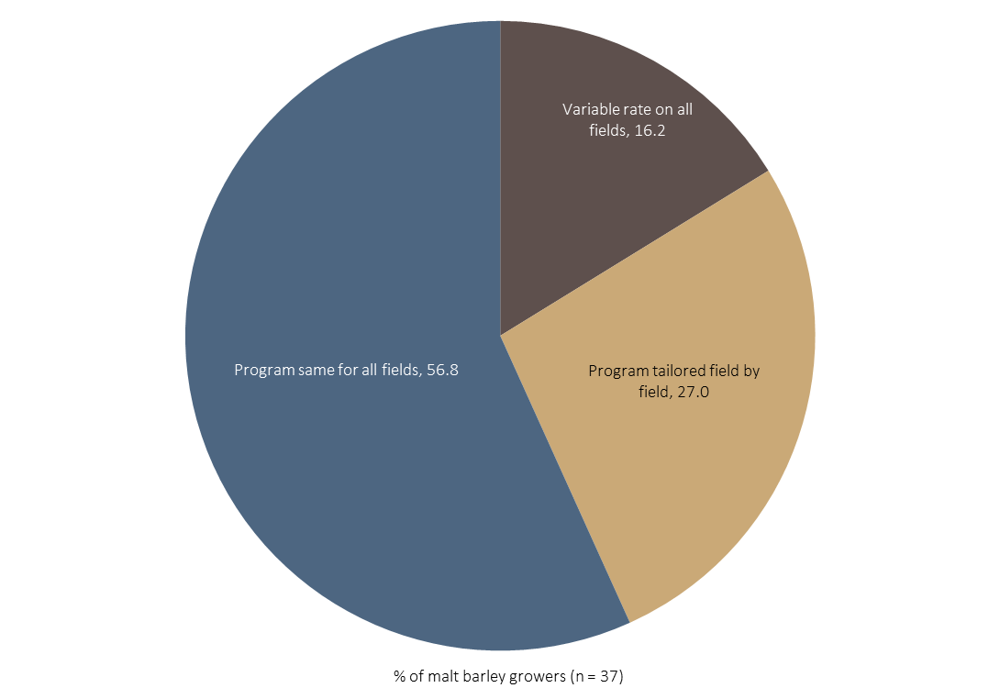 Variable rate on all
fields, 16.2
Program same for all fields, 56.8
Program tailored field by
field, 27.0
% of malt barley growers (n = 37)